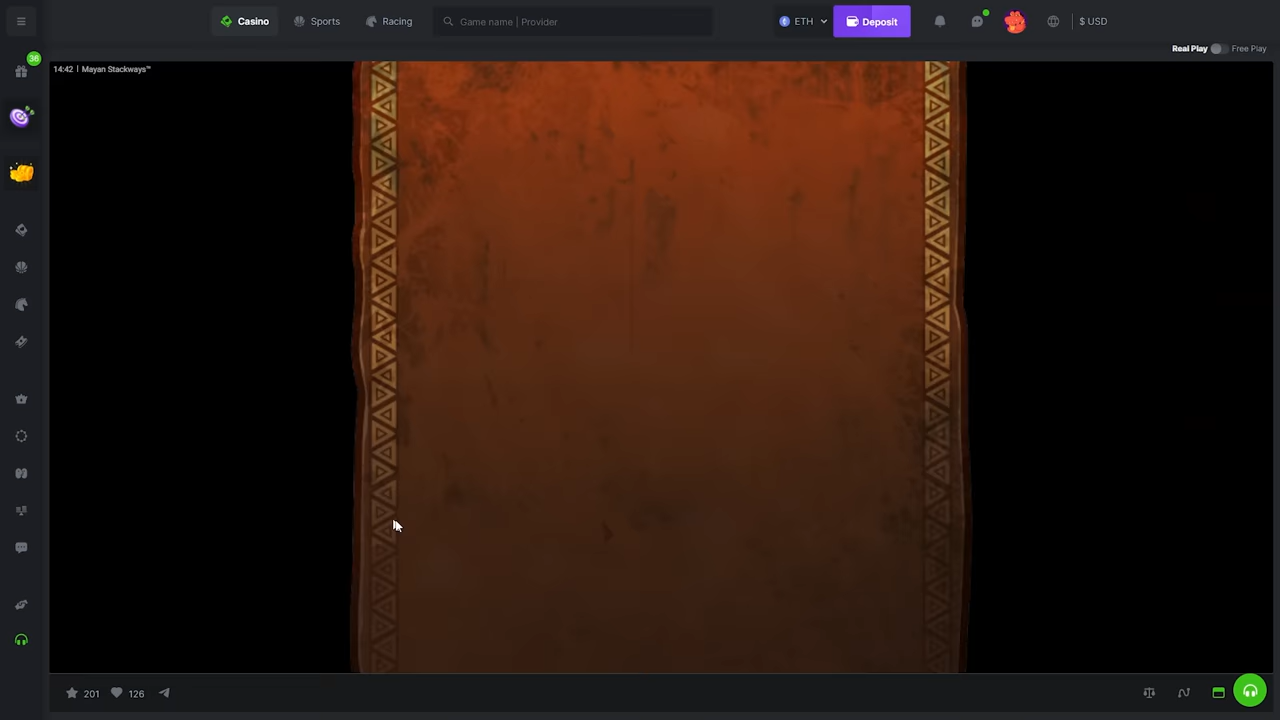 Casino
Sports
Racing
Game name | Provider
ETH
Deposit
$ USD
36
Real Play
Free Play
14:42 | Mayan Stackways™
201
126